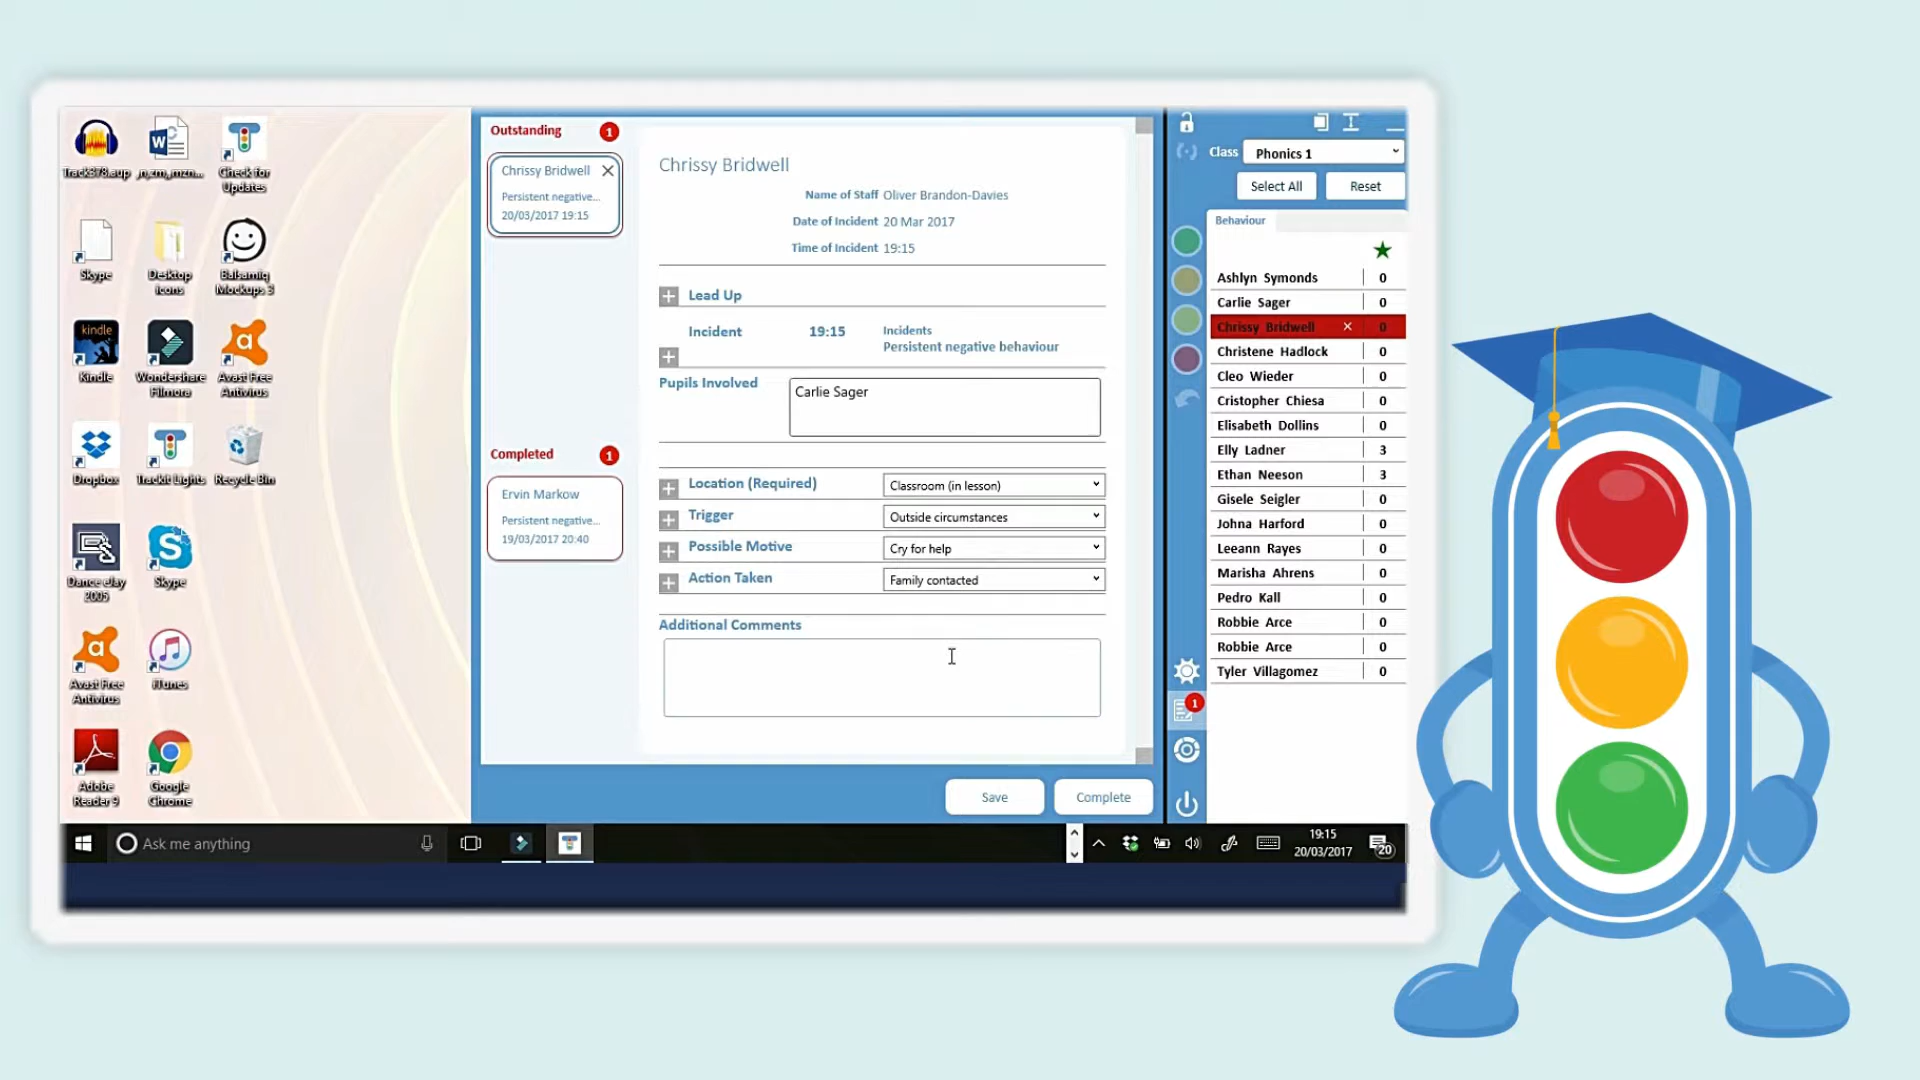 Track378.aup
Check for
Updates
Skype
Desktop
Icons
Balsamiq
Mockups 3
kindle
Kindle
Wondershare
Filmora
Avast Free
Antivirus
Dropbox
Trackit Lights
Recycle Bin
Dance eJay
2005
Skype
Avast Free
Antivirus
iTunes
Adobe
Reader 9
Google
Chrome
Outstanding 1
Chrissy Bridwell
Persistent negative...
20/03/2017 19:15
Completed 1
Ervin Markow
Persistent negative...
19/03/2017 20:40
Chrissy Bridwell
Name of Staff Oliver Brandon-Davies
Date of Incident 20 Mar 2017
Time of Incident 19:15
Lead Up
Incident 19:15 Incidents
Persistent negative behaviour
Pupils Involved Carlie Sager
Location (Required) Classroom (in lesson)
Trigger Outside circumstances
Possible Motive Cry for help
Action Taken Family contacted
Additional Comments
Save Complete
Class Phonics 1
Select All Reset
Behaviour
Ashlyn Symonds 0
Carlie Sager 0
Chrissy Bridwell 0
Christene Hadlock 0
Cleo Wieder 0
Cristopher Chiesa 0
Elisabeth Dollins 0
Elly Ladner 3
Ethan Neeson 3
Gisele Seigler 0
Johna Harford 0
Leeann Rayes 0
Marisha Ahrens 0
Pedro Kall 0
Robbie Arce 0
Robbie Arce 0
Tyler Villagomez 0
1
Ask me anything
19:15
20/03/2017
20